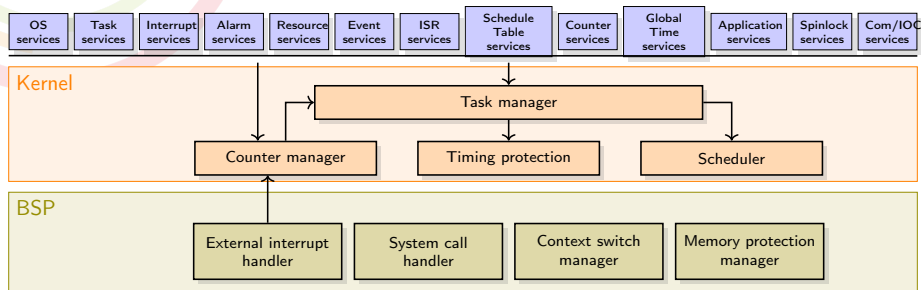 OS
services
Task
services
Interrupt
services
Alarm
services
Resource
services
Event
services
ISR
services
Schedule
Table
services
Counter
services
Global
Time
services
Application
services
Spinlock
services
Com/IOC
services
Kernel
Task manager
Counter manager
Timing protection
Scheduler
BSP
External interrupt
handler
System call
handler
Context switch
manager
Memory protection
manager